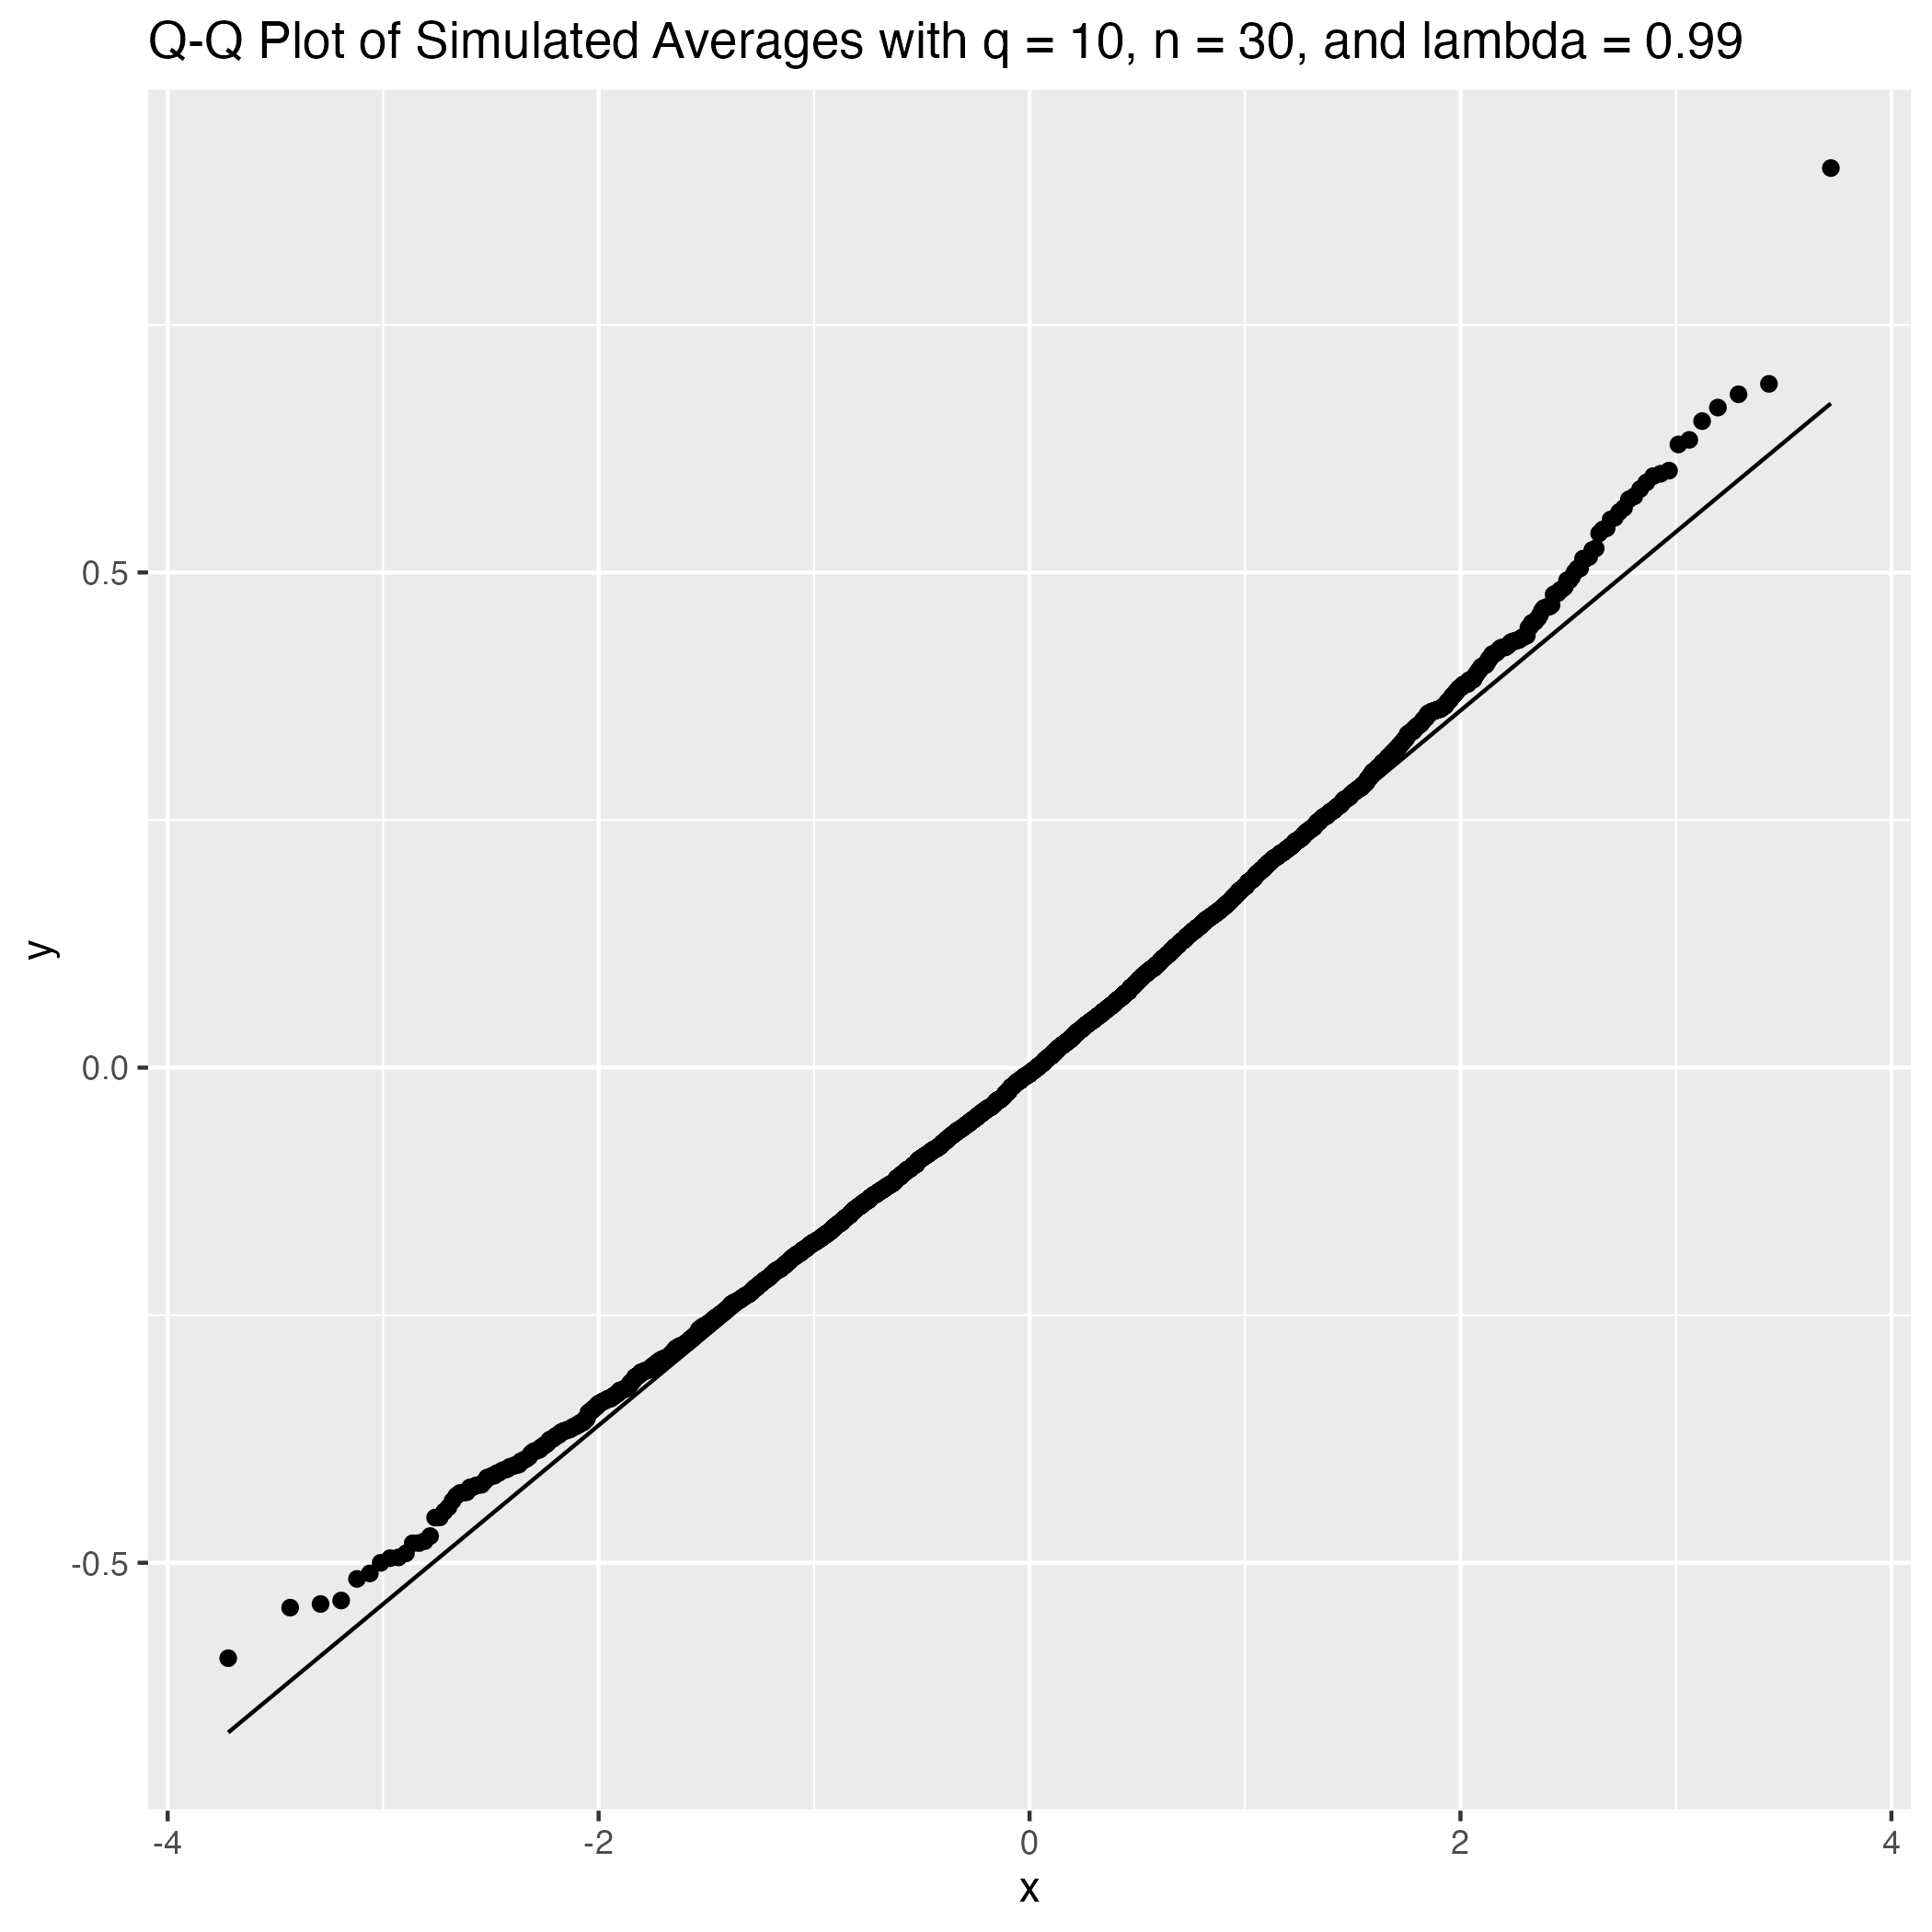 Q-Q Plot of Simulated Averages with q = 10, n = 30, and lambda = 0.99
y
0.5
0.0
-0.5
-4
-2
0
2
4
x